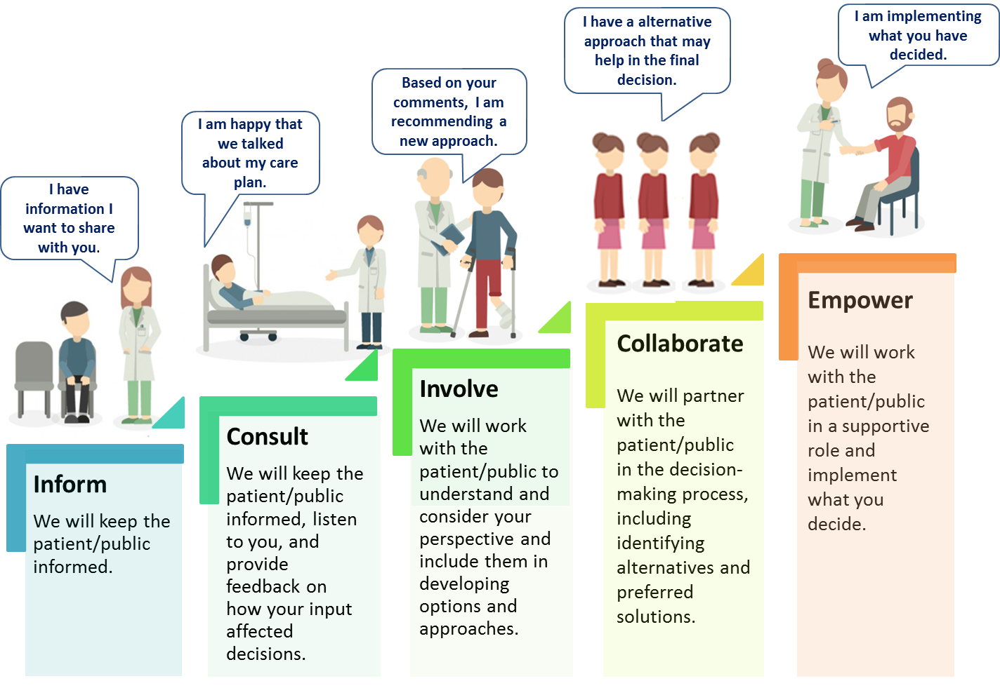 I have
information I
want to share
with you.
Inform
We will keep the
patient/public
informed.
I am happy that
we talked
about my care
plan.
Consult
We will keep the
patient/public
informed, listen
to you, and
provide
feedback on
how your input
affected
decisions.
Based on your
comments, I am
recommending a
new approach.
Involve
We will work
with the
patient/public to
understand and
consider your
perspective and
include them in
developing
options and
approaches.
I have a alternative
approach that may
help in the final
decision.
Collaborate
We will partner
with the
patient/public
in the decision-
making process,
including
identifying
alternatives and
preferred
solutions.
I am implementing
what you have
decided.
Empower
We will work
with the
patient/public
in a supportive
role and
implement
what you
decide.